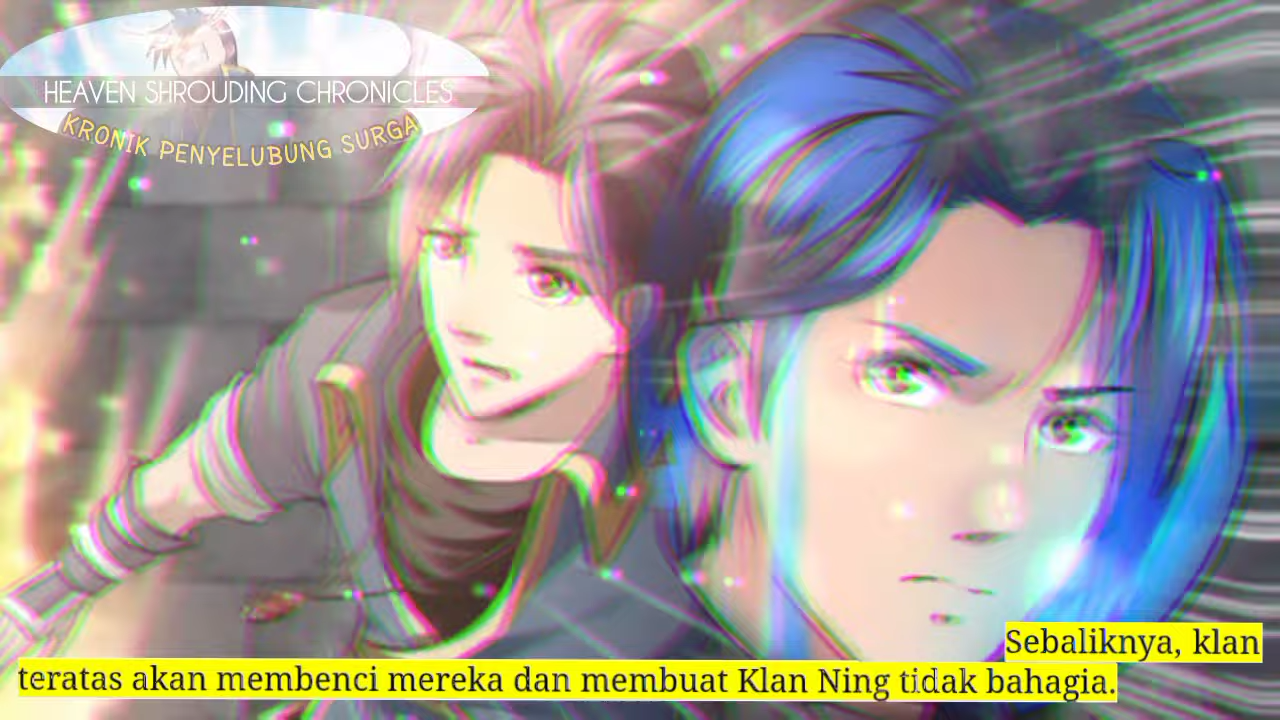 HEAVEN SHROUDING CHRONICLES
KRONIK PENYELUBUNG SURGA
Sebaliknya, klan
teratas akan membenci mereka dan membuat Klan Ning tidak bahagia.